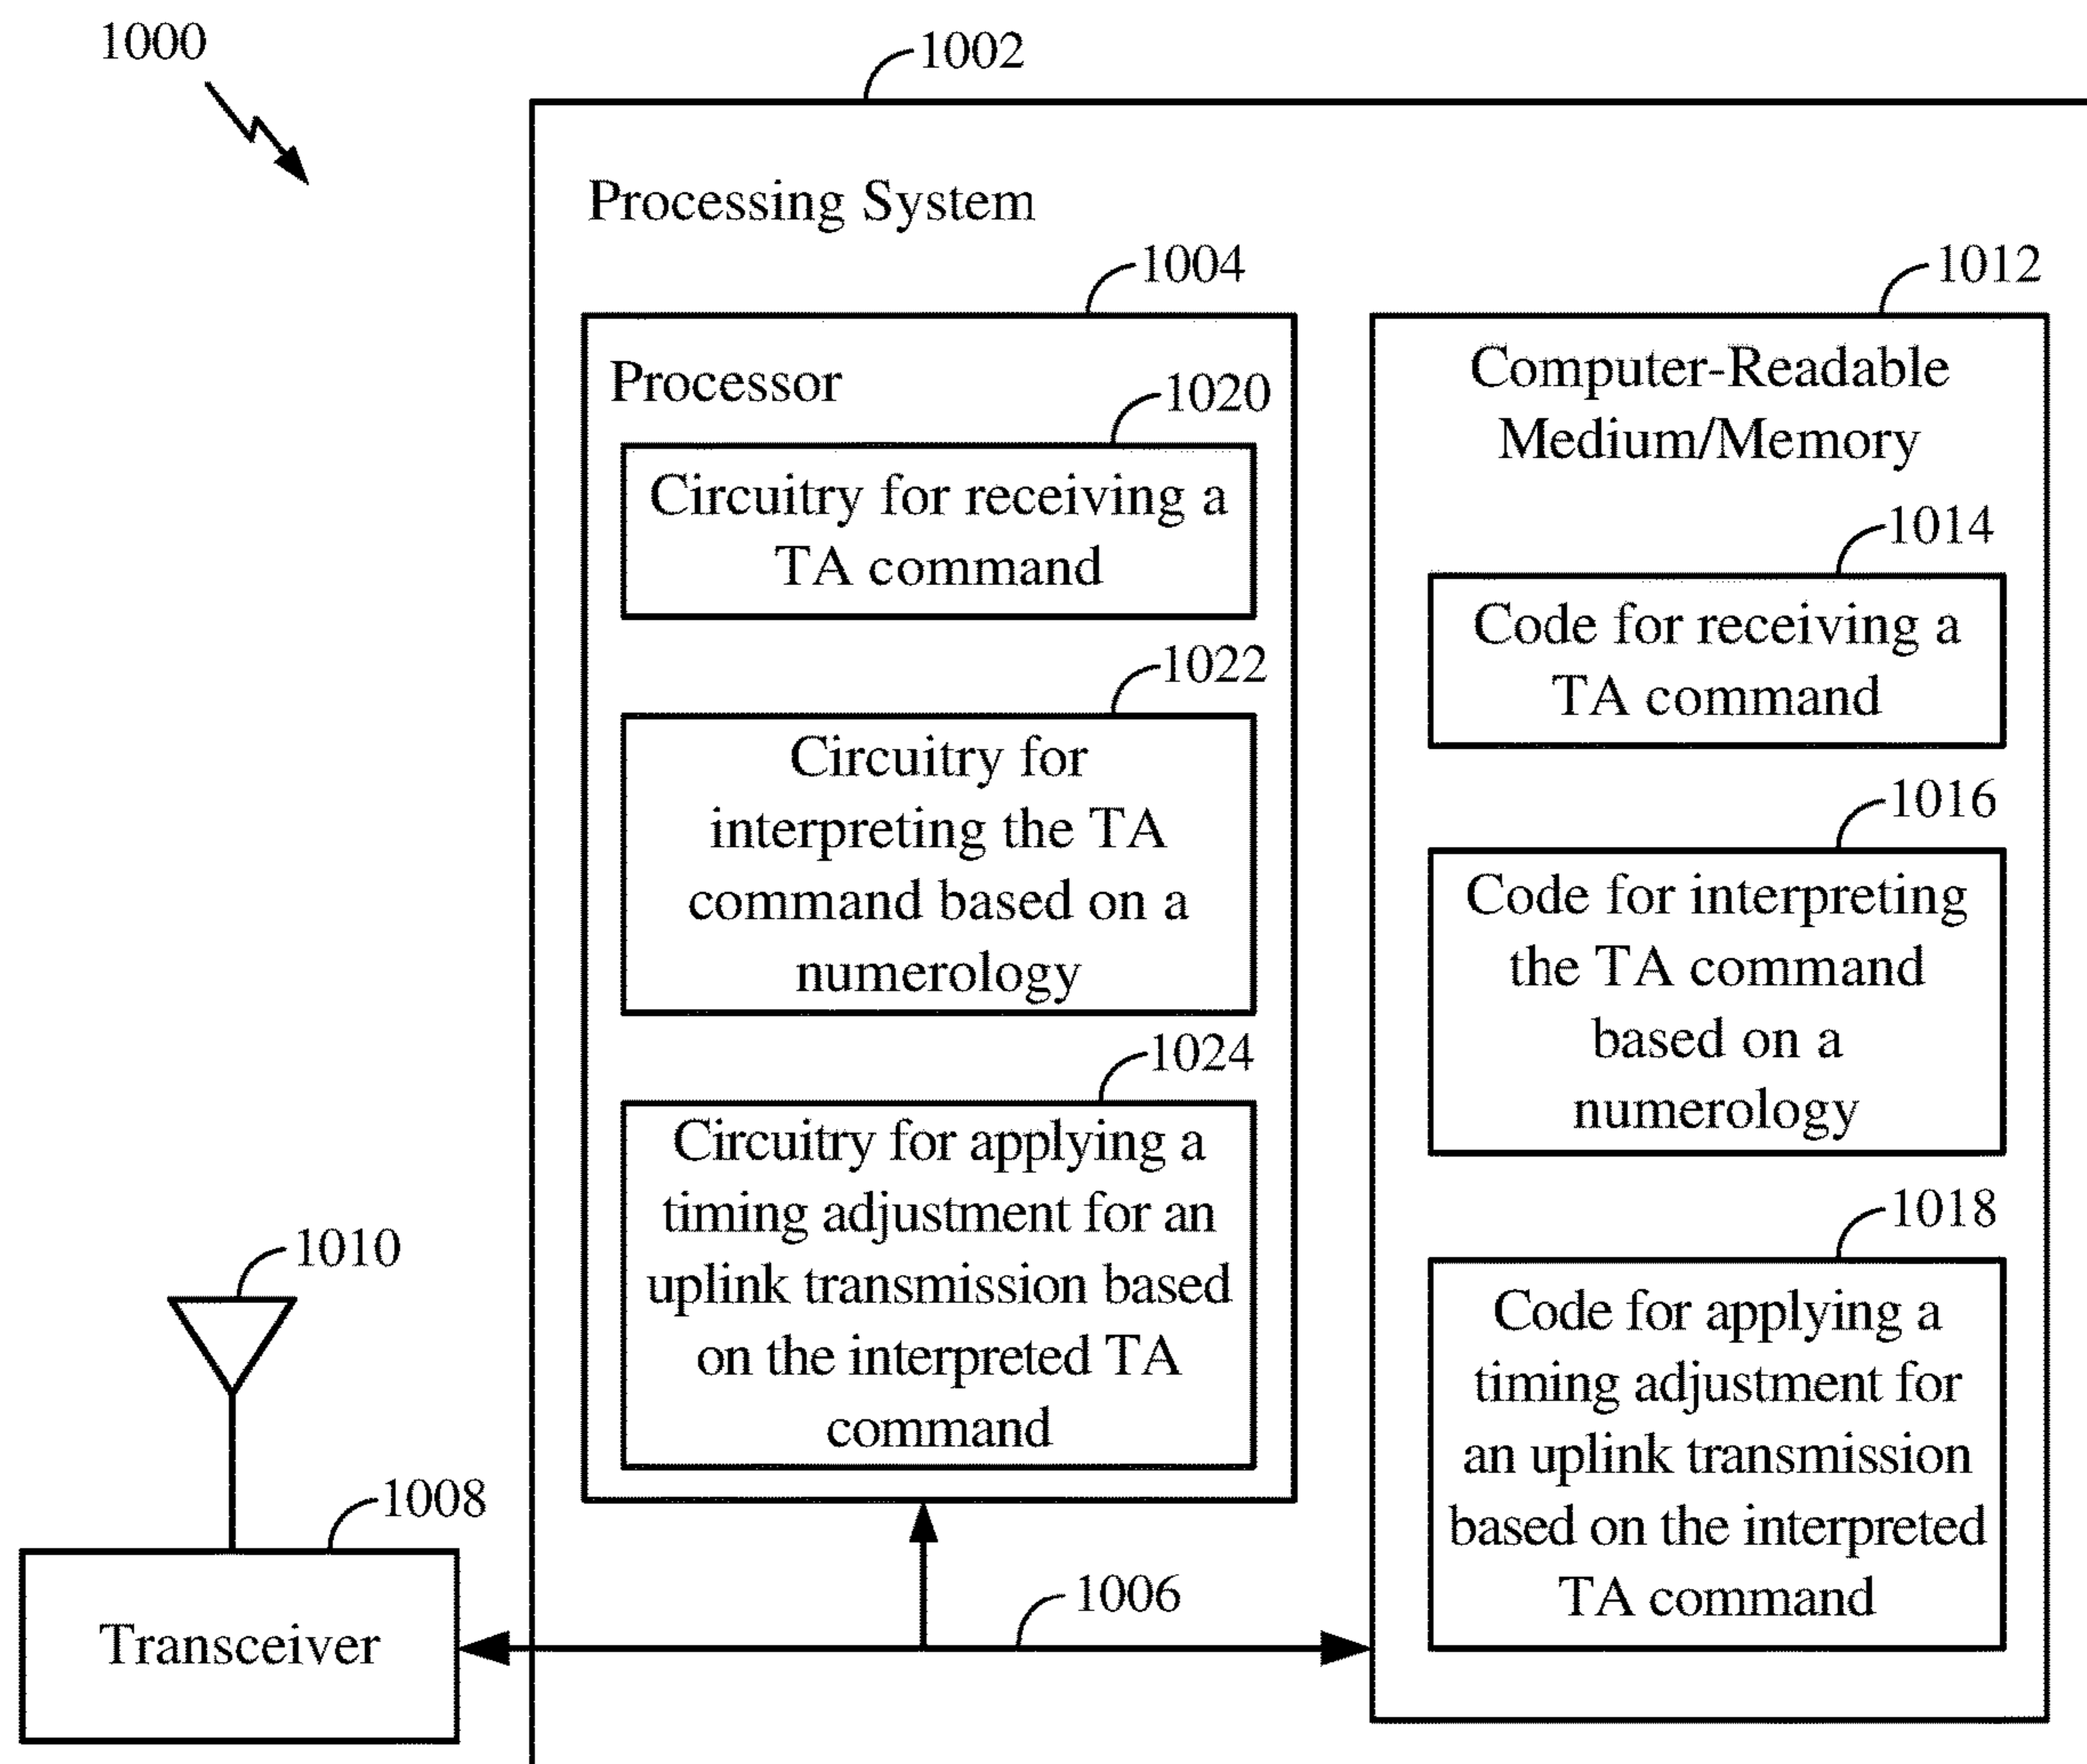 1000
1002
Processing System
1004
Processor
1020
Circuitry for receiving a
TA command
1022
Circuitry for
interpreting the TA
command based on a
numerology
1024
Circuitry for applying a
timing adjustment for an
uplink transmission based
on the interpreted TA
command
1012
Computer-Readable
Medium/Memory
1014
Code for receiving a
TA command
1016
Code for interpreting
the TA command
based on a
numerology
1018
Code for applying a
timing adjustment for
an uplink transmission
based on the interpreted
TA command
1010
1008
Transceiver
1006